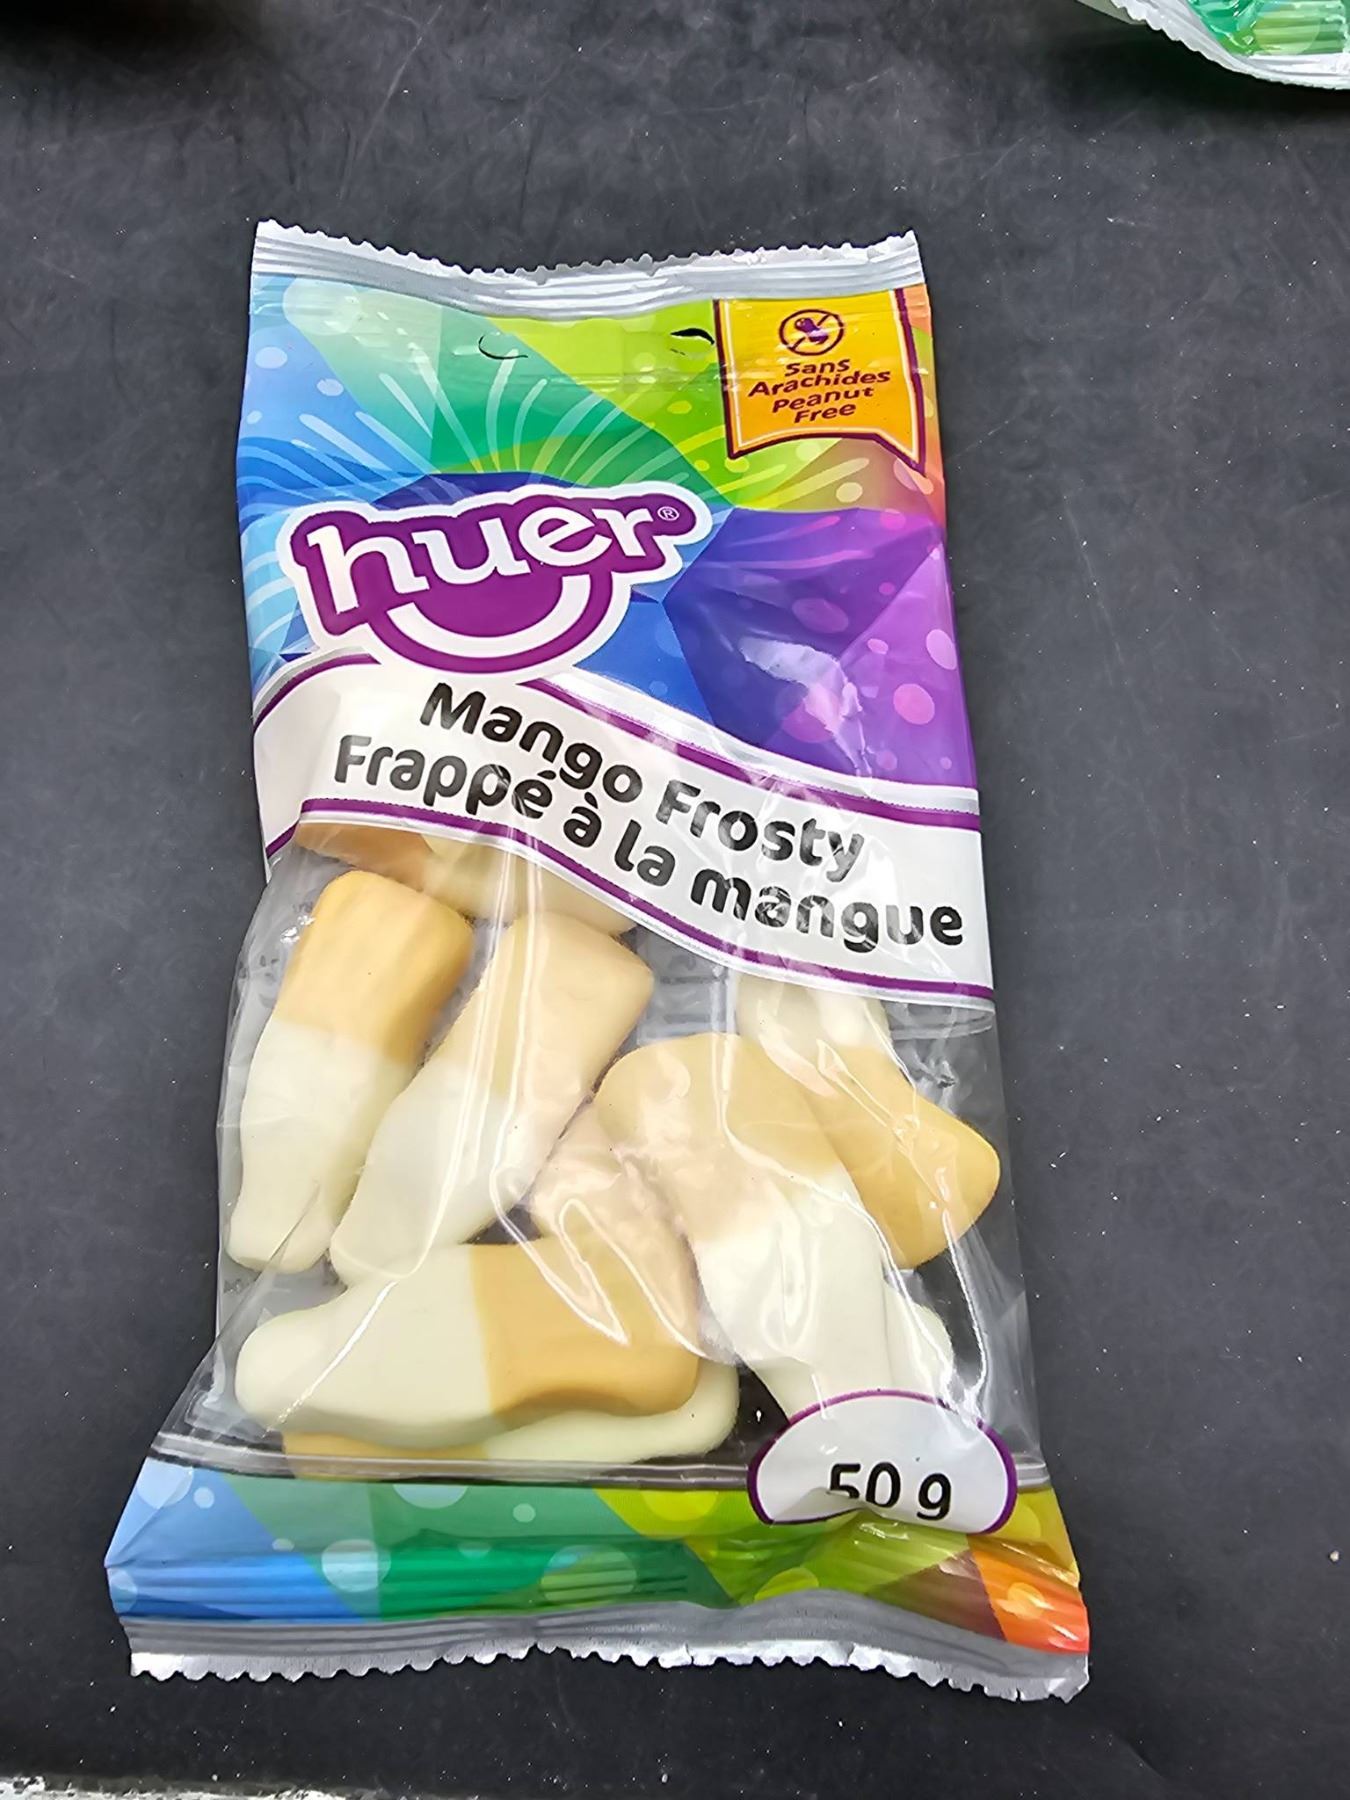 Sans
Arachides
Peanut
Free
huer®
Mango Frosty
Frappé à la mangue
50 g